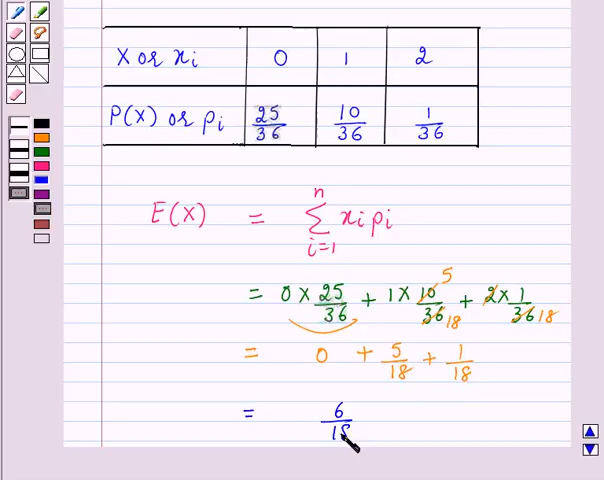 X or xi 0 1 2
P(X) or pi 25/36 10/36 1/36
E(X) = n∑i=1 xi pi
= 0 × 25/36 + 1 × 10/36 5 18 + 2 × 1/36 18
= 0 + 5/18 + 1/18
= 6/18